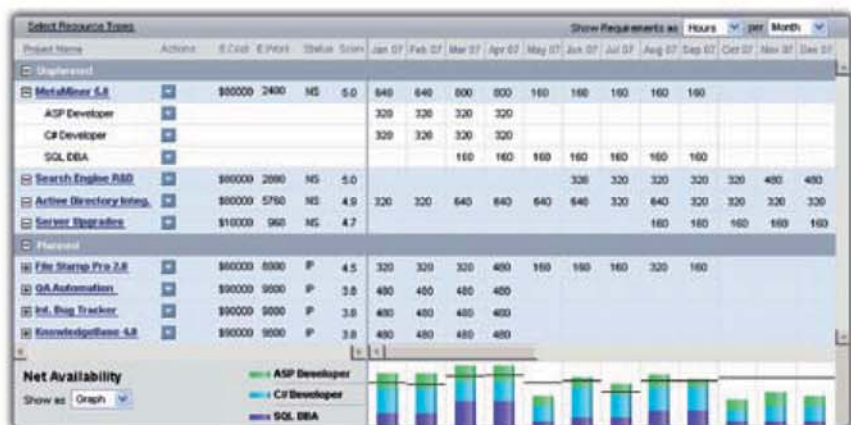 Select Resource Types Show Requirements as Hours per Month
Project Name Actions E.Cost E.Work Status Score Jan 07 Feb 07 Mar 07 Apr 07 May 07 Jun 07 Jul 07 Aug 07 Sep 07 Oct 07 Nov 07 Dec 07
Unplanned
MetaMiner 6.0 $80000 2400 NS 5.0 640 640 800 800 160 160 160 160 160
ASP Developer 320 320 320 320
C# Developer 320 320 320 320
SQL DBA 160 160 160 160 160 160 160
Search Engine R&D $80000 2880 NS 5.0 320 320 320 320 320 480 480
Active Directory Integ. $80000 5760 NS 4.9 320 320 640 640 640 640 320 640 320 320 320 320
Server Upgrades $10000 960 NS 4.7 160 160 160 160 160
Planned
File Stamp Pro 7.0 $60000 IP 4.5 320 320 320 480 160 160 160 320 160
QA Automation $90000 IP 3.8 480 480 480 480
Int. Bug Tracker $90000 IP 3.8 480 480 480 480
KnowledgeBase 4.0 $90000 IP 3.8 480 480 480 480
Net Availability
Show as Graph
ASP Developer
C# Developer
SQL DBA